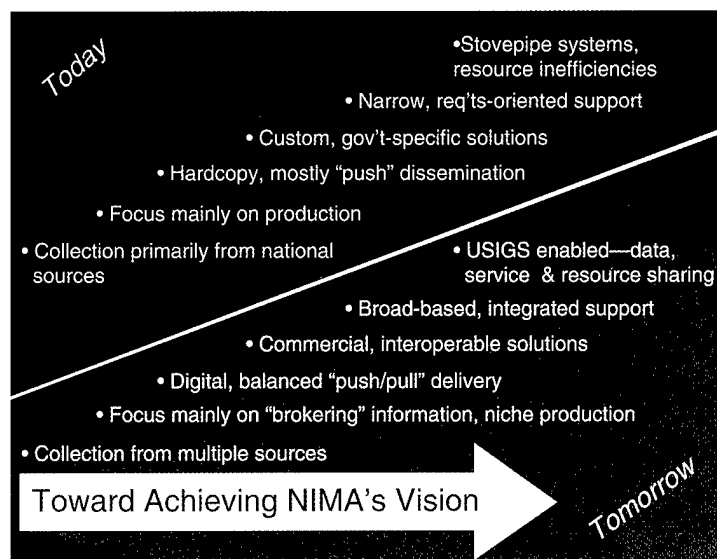 Today
•Stovepipe systems,
resource inefficiencies
• Narrow, req'ts-oriented support
• Custom, gov't-specific solutions
• Hardcopy, mostly “push” dissemination
• Focus mainly on production
• Collection primarily from national
sources
• USIGS enabled—data,
service & resource sharing
• Broad-based, integrated support
• Commercial, interoperable solutions
• Digital, balanced “push/pull” delivery
• Focus mainly on “brokering” information, niche production
• Collection from multiple sources
Toward Achieving NIMA's Vision
Tomorrow